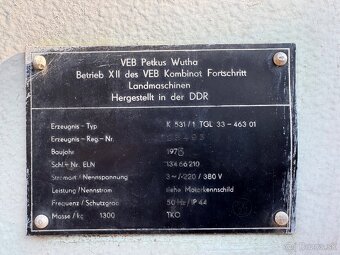 VEB Petkus Wutha
Betrieb XII des VEB Kombinat Fortschritt
Landmaschinen
Hergestellt in der DDR
Erzeugnis - Typ K 531/1 TGL 33-463 01
Erzeugnis - Reg-Nr.
Baujahr 197
Schl.-Nr. ELN 134 66 210
Stromart / Nennspannung 3~/220 / 380 V
Leistung / Nennstrom siehe Motorkennschild
Frequenz / Schutzgrad 50 Hz / IP 44
Masse / kg 1300 TKO